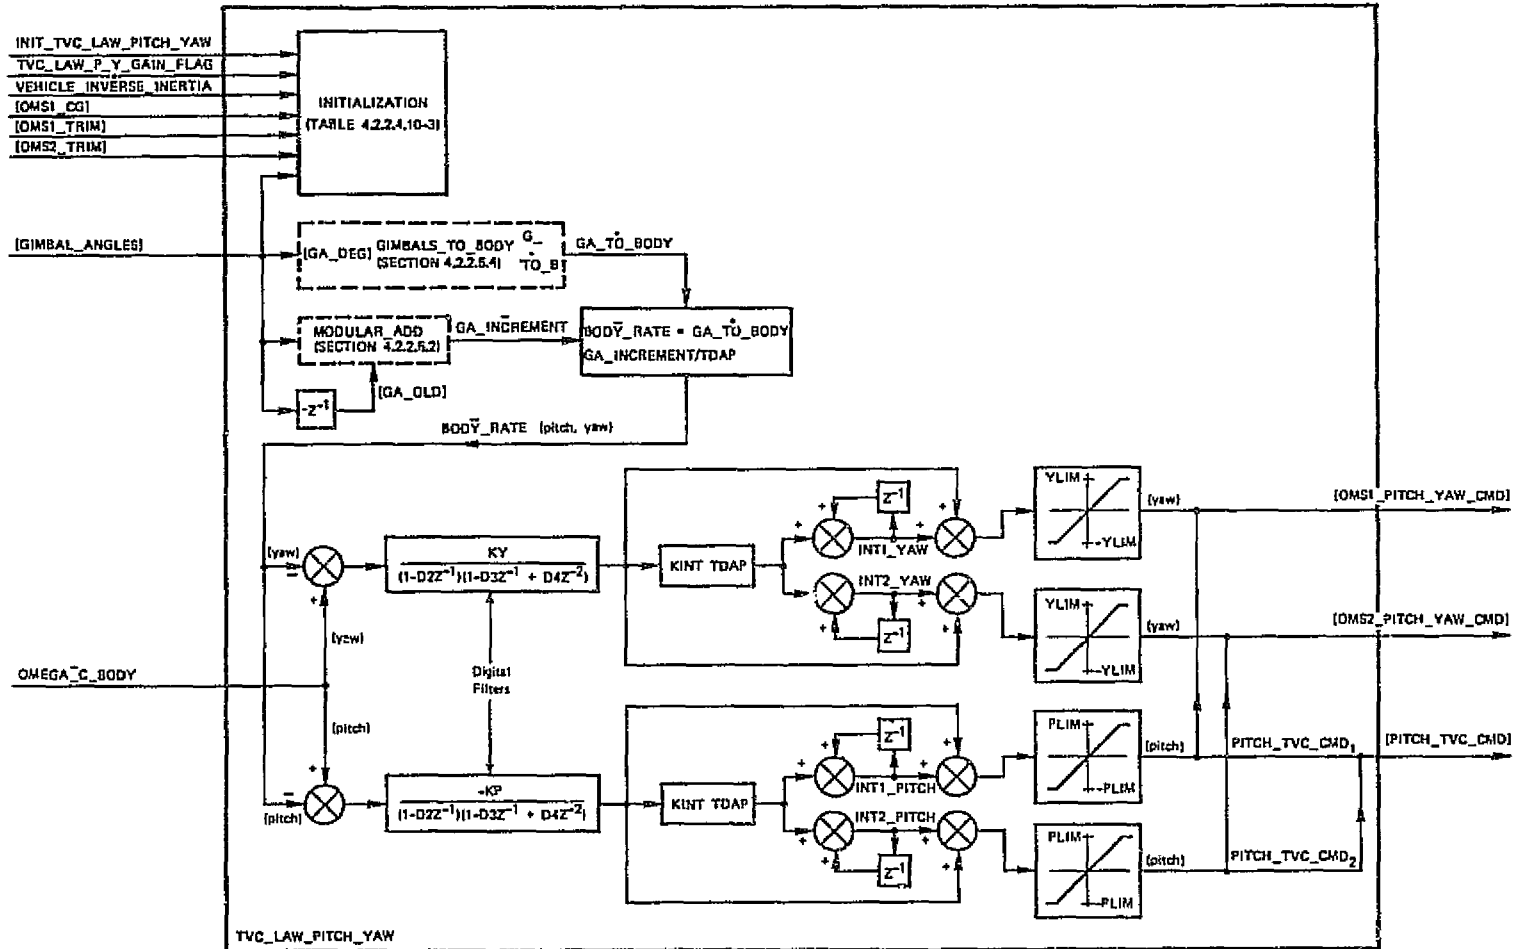 INIT_TVC_LAW_PITCH_YAW
TVC_LAW_P_Y_GAIN_FLAG
VEHICLE_INVERSE_INERTIA
[OMS1_CG]
[OMS1_TRIM]
[OMS2_TRIM]
INITIALIZATION
(TABLE 4.2.2.4.10-3)
[GIMBAL_ANGLES]
[GA_DEG] GIMBALS_TO_BODY G_
(SECTION 4.2.2.5.4) TO_B
GA_TO_BODY
MODULAR_ADD
(SECTION 4.2.2.5.2)
GA_INCREMENT
BODY_RATE = GA_TO_BODY
GA_INCREMENT/TDAP
-Z⁻¹
[GA_OLD]
BODY_RATE (pitch, yaw)
(yaw)
−
+
(yaw)
KY
(1-D2Z⁻¹)(1-D3Z⁻¹ + D4Z⁻²)
KINT TDAP
+
+
Z⁻¹
INT1_YAW
+
+
YLIM
-YLIM
(yaw)
[OMS1_PITCH_YAW_CMD]
INT2_YAW
+
Z⁻¹
+
+
YLIM
-YLIM
(yaw)
[OMS2_PITCH_YAW_CMD]
OMEGA_C_BODY
Digital
Filters
(pitch)
+
−
(pitch)
-KP
(1-D2Z⁻¹)(1-D3Z⁻¹ + D4Z⁻²)
KINT TDAP
+
+
Z⁻¹
INT1_PITCH
+
+
PLIM
-PLIM
(pitch)
PITCH_TVC_CMD₁
[PITCH_TVC_CMD]
+
INT2_PITCH
+
Z⁻¹
+
+
PLIM
-PLIM
(pitch)
PITCH_TVC_CMD₂
TVC_LAW_PITCH_YAW